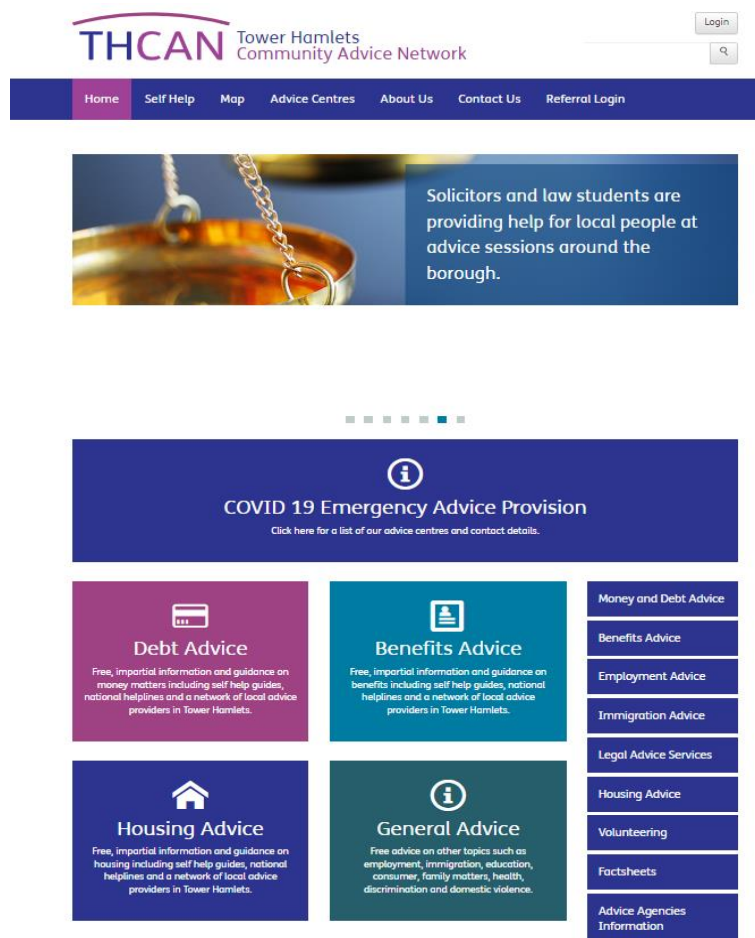 Login
THCAN Tower Hamlets
Community Advice Network
Home Self Help Map Advice Centres About Us Contact Us Referral Login
Solicitors and law students are
providing help for local people at
advice sessions around the
borough.
COVID 19 Emergency Advice Provision
Click here for a list of our advice centres and contact details.
Debt Advice
Free, impartial information and guidance on
money matters including self help guides,
national helplines and a network of local advice
providers in Tower Hamlets.
Benefits Advice
Free, impartial information and guidance on
benefits including self help guides, national
helplines and a network of local advice
providers in Tower Hamlets.
Housing Advice
Free, impartial information and guidance on
housing including self help guides, national
helplines and a network of local advice
providers in Tower Hamlets.
General Advice
Free advice on other topics such as
employment, immigration, education,
consumer, family matters, health,
discrimination and domestic violence.
Money and Debt Advice
Benefits Advice
Employment Advice
Immigration Advice
Legal Advice Services
Housing Advice
Volunteering
Factsheets
Advice Agencies
Information